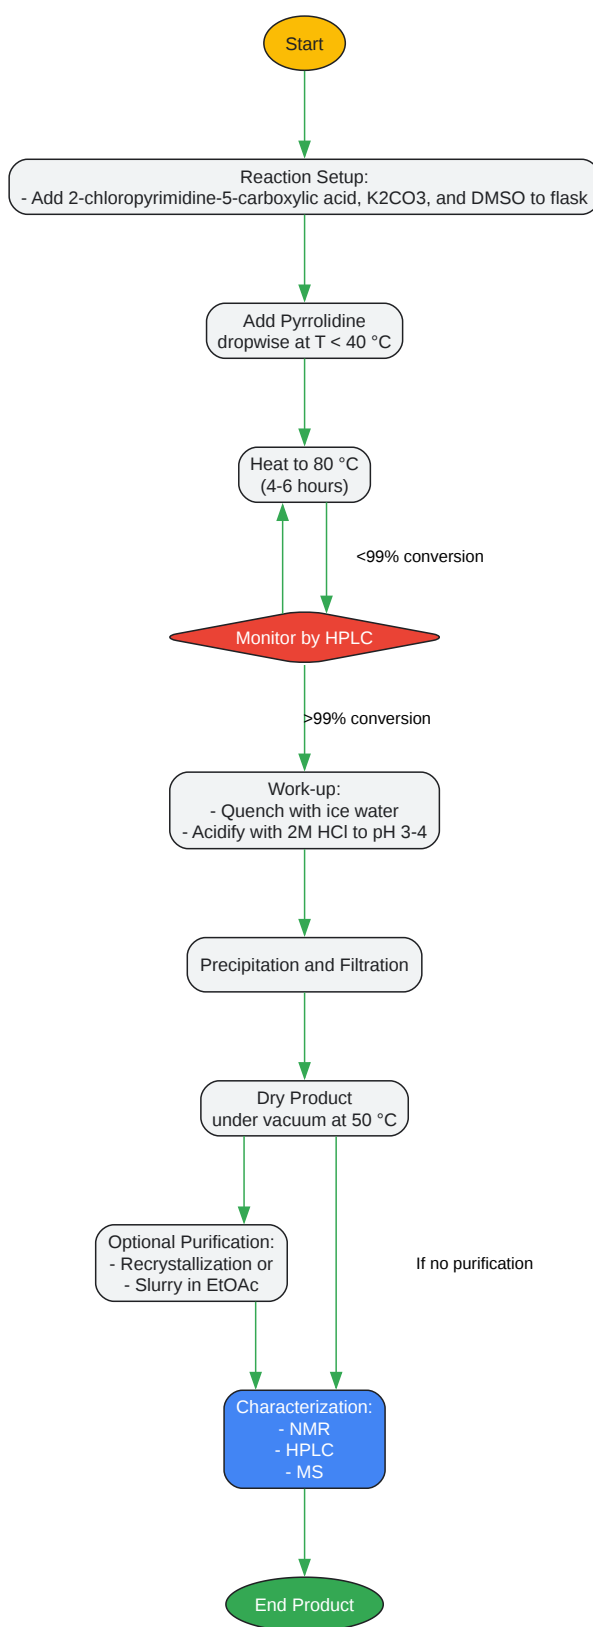 Start
Reaction Setup:
- Add 2-chloropyrimidine-5-carboxylic acid, K2CO3, and DMSO to flask
Add Pyrrolidine
dropwise at T < 40 °C
Heat to 80 °C
(4-6 hours)
<99% conversion
Monitor by HPLC
>99% conversion
Work-up:
- Quench with ice water
- Acidify with 2M HCl to pH 3-4
Precipitation and Filtration
Dry Product
under vacuum at 50 °C
Optional Purification:
- Recrystallization or
- Slurry in EtOAc
If no purification
Characterization:
- NMR
- HPLC
- MS
End Product